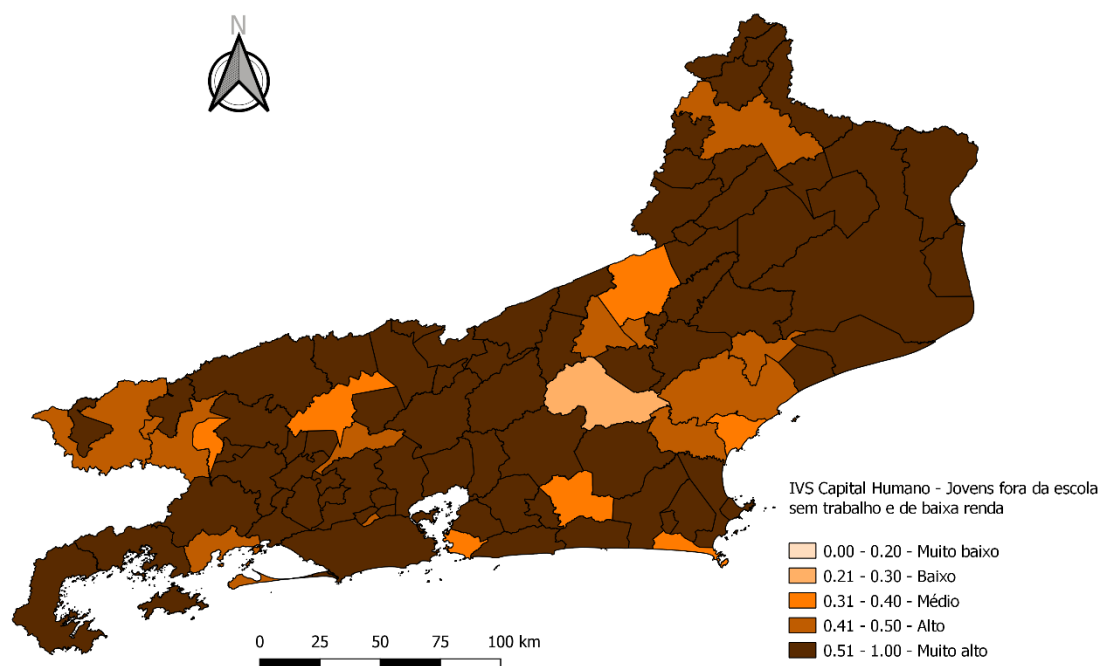 N
IVS Capital Humano - Jovens fora da escola
sem trabalho e de baixa renda
0.00 - 0.20 - Muito baixo
0.21 - 0.30 - Baixo
0.31 - 0.40 - Médio
0.41 - 0.50 - Alto
0.51 - 1.00 - Muito alto
0 25 50 75 100 km